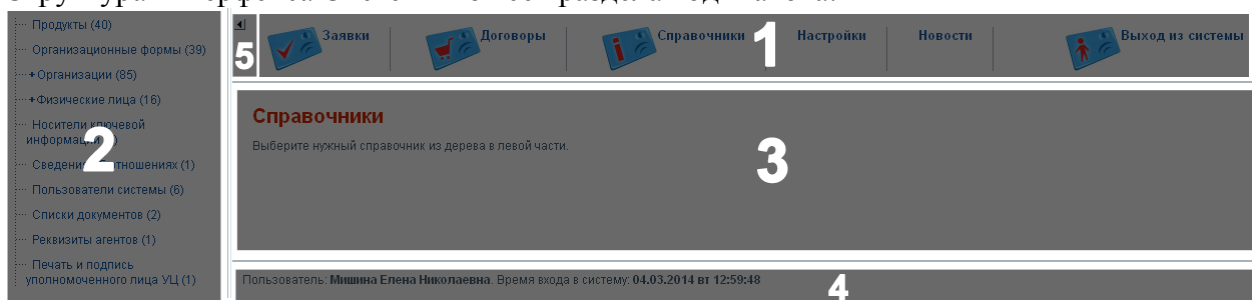 Продукты (40)
Организационные формы (39)
+Организации (85)
+Физические лица (16)
Носители ключевой
информации
2
Сведения отношениях (1)
Пользователи системы (6)
Списки документов (2)
Реквизиты агентов (1)
Печать и подпись
уполномоченного лица УЦ (1)
5
Заявки Договоры Справочники 1 Настройки Новости Выход из системы
Справочники
Выберите нужный справочник из дерева в левой части.
3
Пользователь: Мишина Елена Николаевна. Время входа в систему: 04.03.2014 вт 12:59:48
4